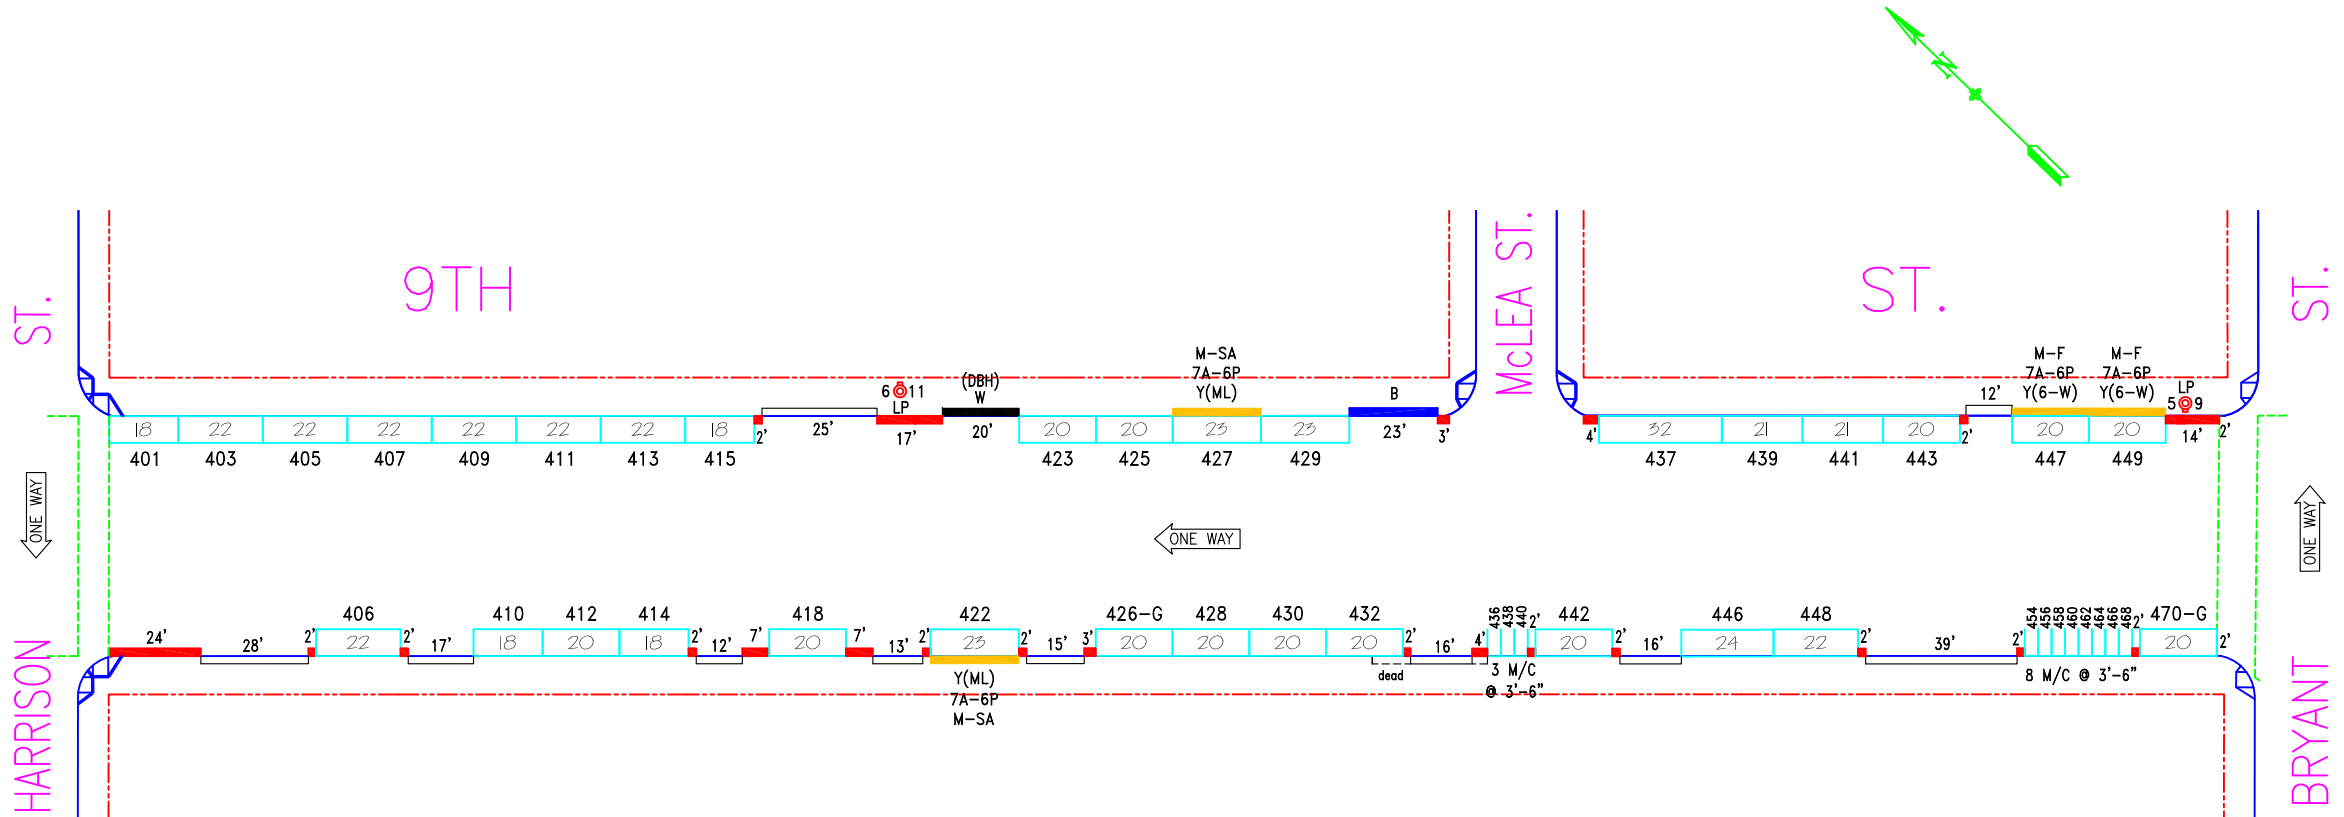 N
9TH
ST.
ST.
McLEA ST.
ST.
HARRISON
BRYANT
M-SA
7A-6P
Y(ML)
M-F
7A-6P
Y(6-W)
M-F
7A-6P
Y(6-W)
6 11
LP
(DBH)
W
B
12'
LP
5 9
18 22 22 22 22 22 22 18 2' 25' 17' 20' 20 20 23 23 23' 3' 4' 32 21 21 20 2' 20 20 14' 2'
401 403 405 407 409 411 413 415 423 425 427 429 437 439 441 443 447 449
ONE WAY
ONE WAY
ONE WAY
406 410 412 414 418 422 426-G 428 430 432 436 438 440 442 446 448 454 456 458 460 462 464 466 468 470-G
24' 28' 2' 22 2' 17' 18 20 18 2' 12' 7' 20 7' 13' 2' 23 2' 15' 3' 20 20 20 20 2' 16' 4' 2' 20 2' 16' 24 22 2' 39' 2' 2' 20 2'
dead
3 M/C
@ 3'-6"
8 M/C @ 3'-6"
Y(ML)
7A-6P
M-SA